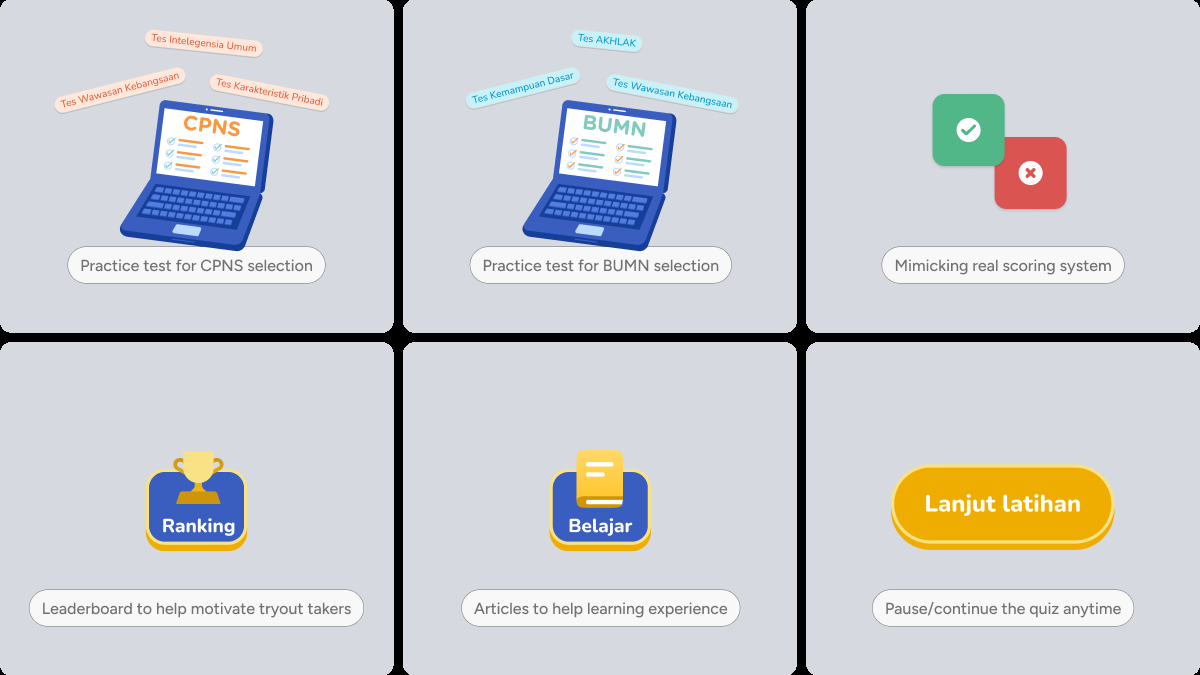 Tes Intelegensia Umum
Tes Wawasan Kebangsaan
Tes Karakteristik Pribadi
CPNS
Practice test for CPNS selection
Tes AKHLAK
Tes Kemampuan Dasar
Tes Wawasan Kebangsaan
BUMN
Practice test for BUMN selection
Mimicking real scoring system
Ranking
Leaderboard to help motivate tryout takers
Belajar
Articles to help learning experience
Lanjut latihan
Pause/continue the quiz anytime